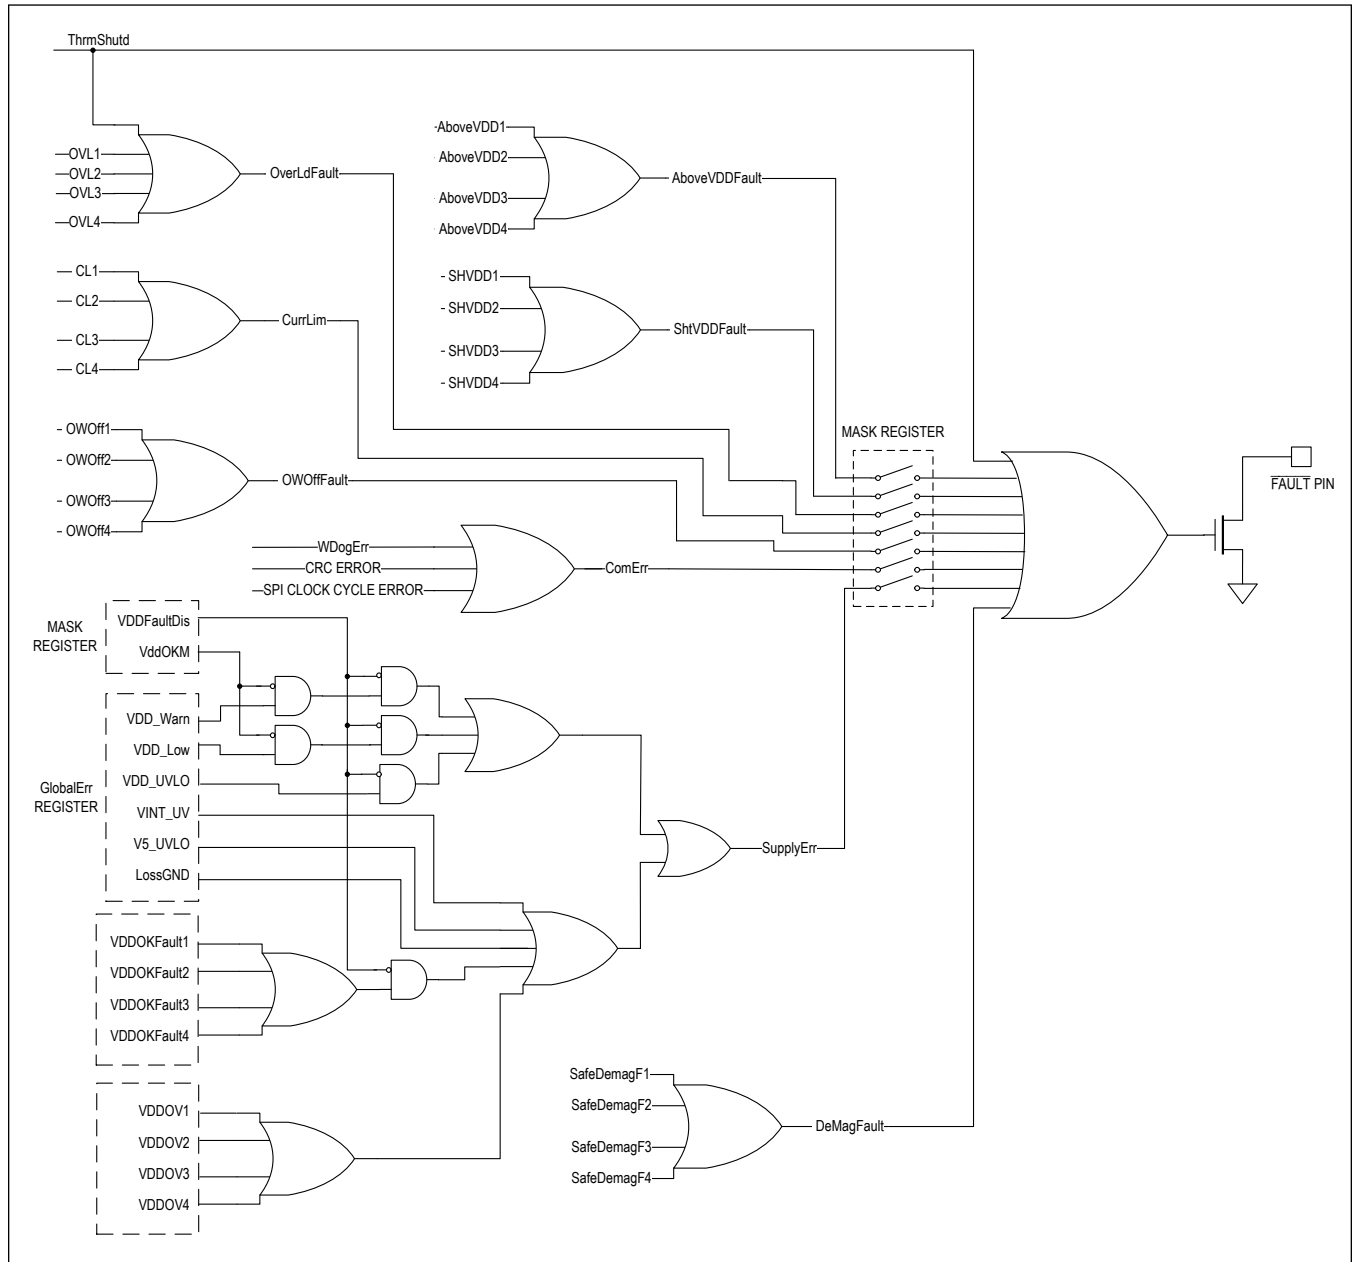 ThrmShutd
OVL1
OVL2
OVL3
OVL4
OverLdFault
CL1
CL2
CL3
CL4
CurrLim
OWOff1
OWOff2
OWOff3
OWOff4
OWOffFault
AboveVDD1
AboveVDD2
AboveVDD3
AboveVDD4
AboveVDDFault
SHVDD1
SHVDD2
SHVDD3
SHVDD4
ShtVDDFault
MASK REGISTER
FAULT PIN
WDogErr
CRC ERROR
SPI CLOCK CYCLE ERROR
ComErr
MASK
REGISTER
VDDFaultDis
VddOKM
GlobalErr
REGISTER
VDD_Warn
VDD_Low
VDD_UVLO
VINT_UV
V5_UVLO
LossGND
SupplyErr
VDDOKFault1
VDDOKFault2
VDDOKFault3
VDDOKFault4
VDDOV1
VDDOV2
VDDOV3
VDDOV4
SafeDemagF1
SafeDemagF2
SafeDemagF3
SafeDemagF4
DeMagFault